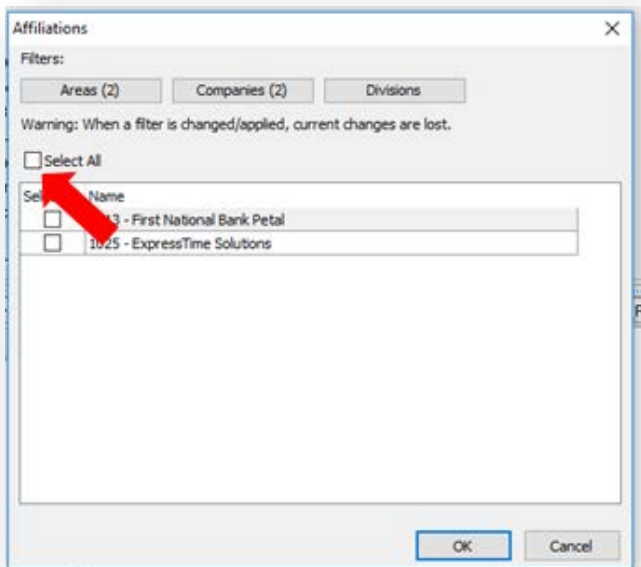 Affiliations
Filters:
Areas (2) Companies (2) Divisions
Warning: When a filter is changed/applied, current changes are lost.
Select All
Name
- First National Bank Petal
1025 - ExpressTime Solutions
OK Cancel